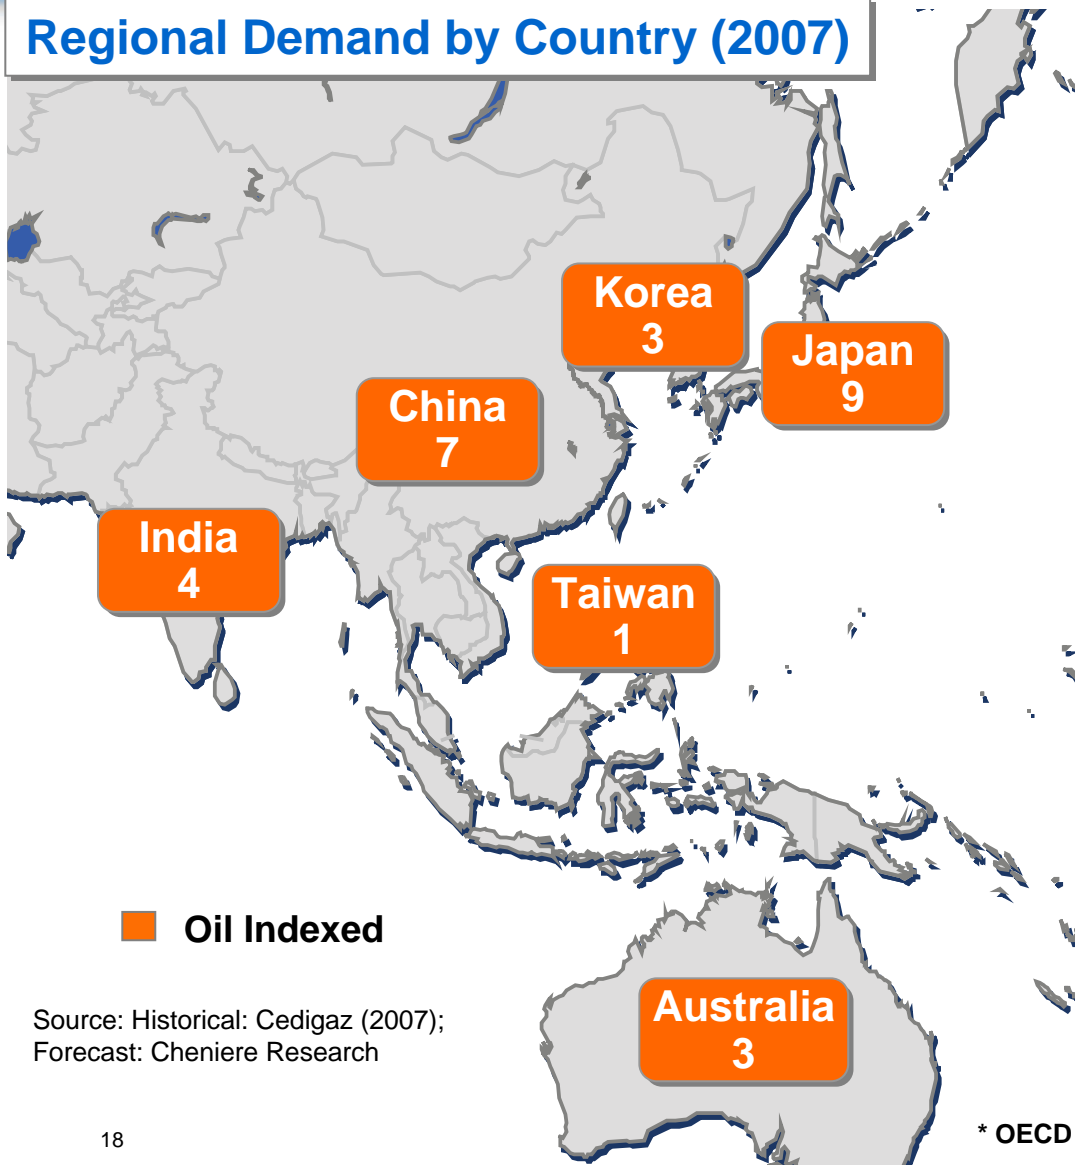 Regional Demand by Country (2007)
Korea
3
Japan
9
China
7
India
4
Taiwan
1
Oil Indexed
Australia
3
Source: Historical: Cedigaz (2007);
Forecast: Cheniere Research
18
* OECD